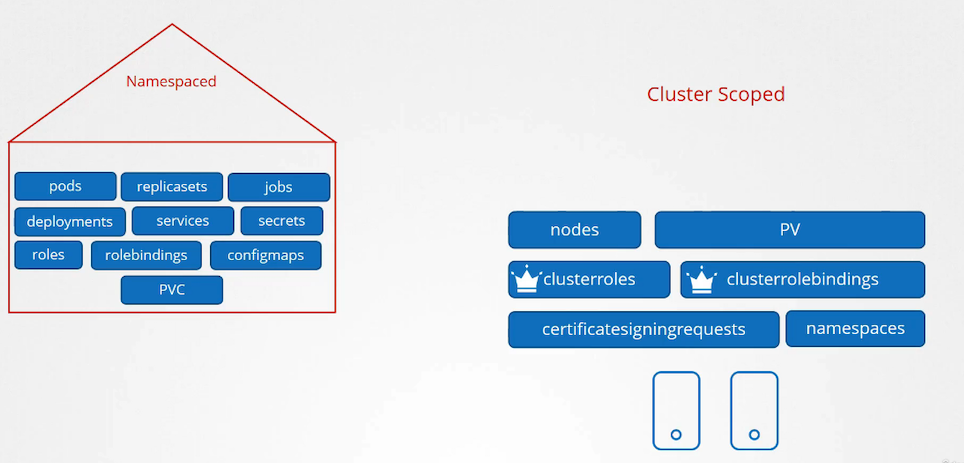 Namespaced
pods replicasets jobs
deployments services secrets
roles rolebindings configmaps
PVC
Cluster Scoped
nodes PV
clusterroles clusterrolebindings
certificatesigningrequests namespaces